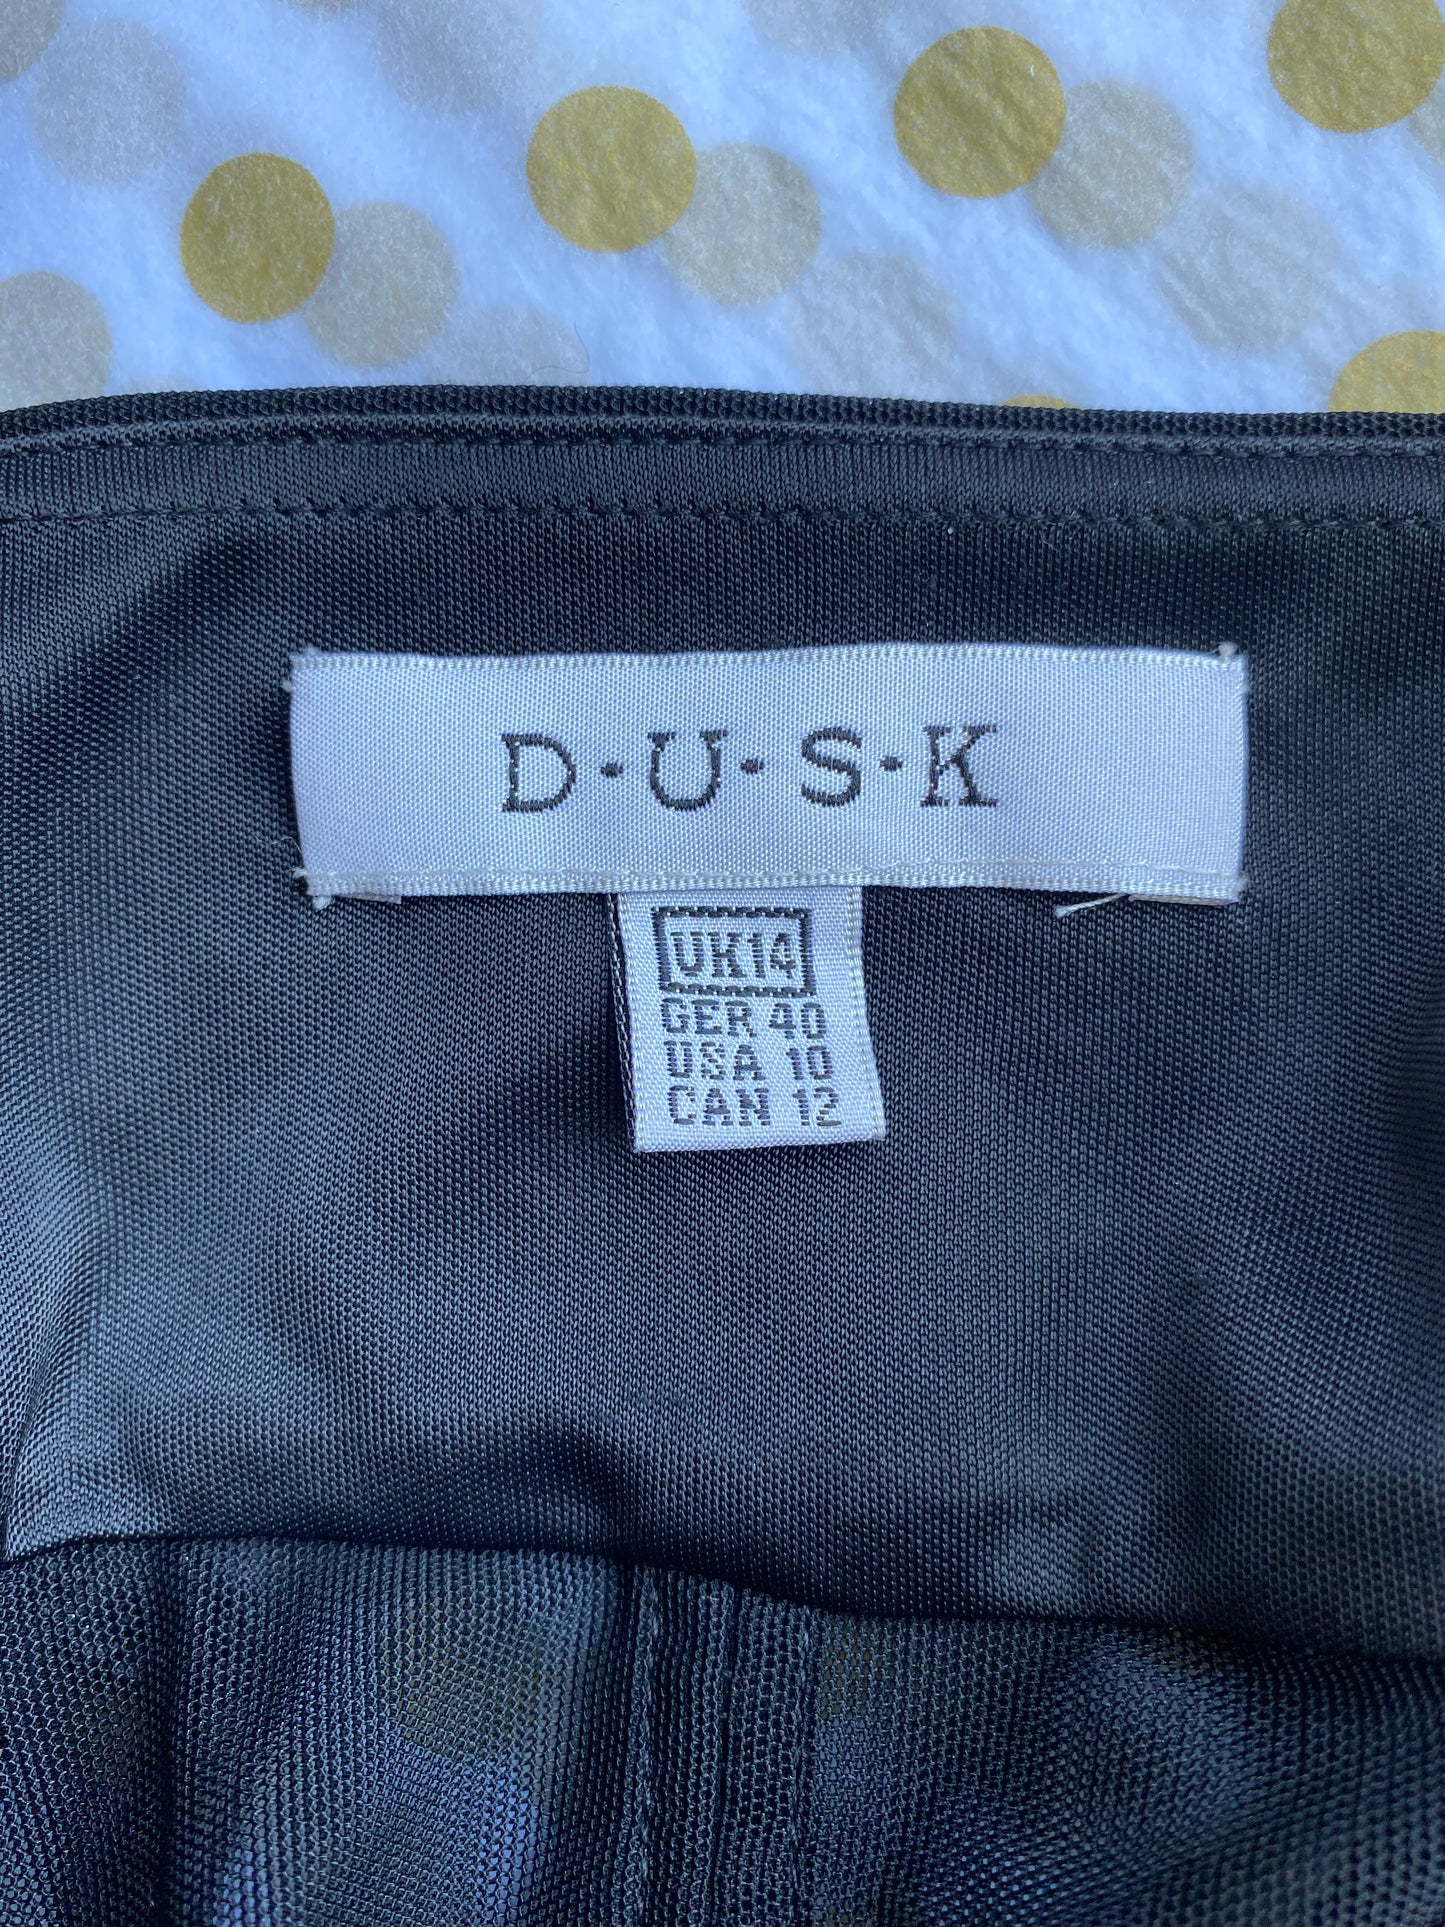 D·U·S·K
UK14
GER 40
USA 10
CAN 12